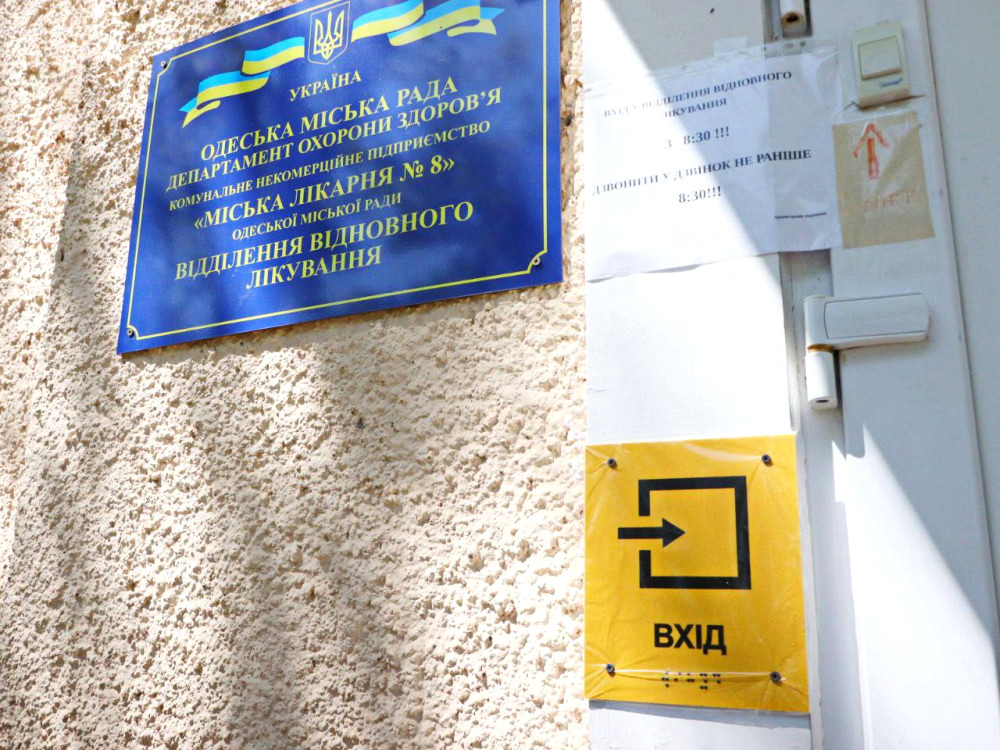 УКРАЇНА
ОДЕСЬКА МІСЬКА РАДА
ДЕПАРТАМЕНТ ОХОРОНИ ЗДОРОВ'Я
КОМУНАЛЬНЕ НЕКОМЕРЦІЙНЕ ПІДПРИЄМСТВО
«МІСЬКА ЛІКАРНЯ № 8»
ОДЕСЬКОЇ МІСЬКОЇ РАДИ
ВІДДІЛЕННЯ ВІДНОВНОГО
ЛІКУВАННЯ
ВХІД У ВІДДІЛЕННЯ ВІДНОВНОГО
ЛІКУВАННЯ
З 8:30 !!!
ДЗВОНИТИ У ДЗВІНОК НЕ РАНІШЕ
8:30!!!
ВХІД